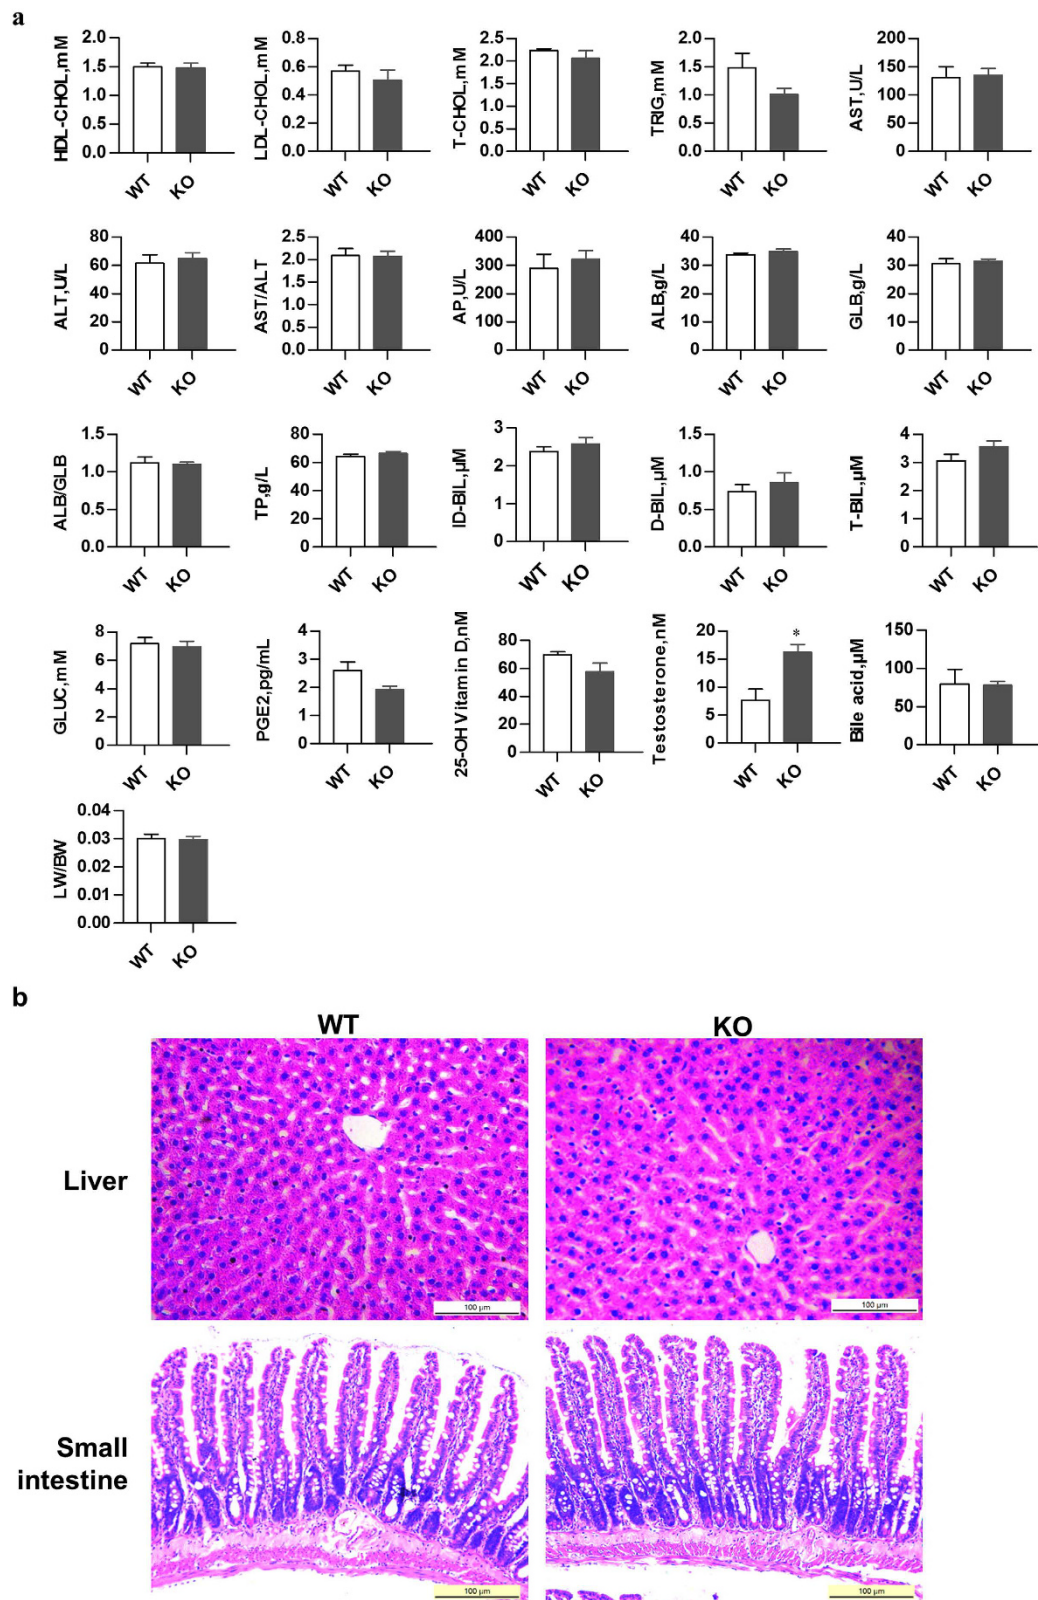 a
HDL-CHOL,mM
2.0
1.5
1.0
0.5
0.0
WT
KO
LDL-CHOL,mM
0.8
0.6
0.4
0.2
0.0
WT
KO
T-CHOL,mM
2.5
2.0
1.5
1.0
0.5
0.0
WT
KO
TRIG,mM
2.0
1.5
1.0
0.5
0.0
WT
KO
AST,U/L
200
150
100
50
0
WT
KO
ALT,U/L
80
60
40
20
0
WT
KO
AST/ALT
2.5
2.0
1.5
1.0
0.5
0.0
WT
KO
AP,U/L
400
300
200
100
0
WT
KO
ALB,g/L
40
30
20
10
0
WT
KO
GLB,g/L
40
30
20
10
0
WT
KO
ALB/GLB
1.5
1.0
0.5
0.0
WT
KO
TP,g/L
80
60
40
20
0
WT
KO
ID-BIL,µM
3
2
1
0
WT
KO
D-BIL,µM
1.5
1.0
0.5
0.0
WT
KO
T-BIL,µM
4
3
2
1
0
WT
KO
GLUC,mM
8
6
4
2
0
WT
KO
PGE2,pg/mL
4
3
2
1
0
WT
KO
25-OH Vitamin D,nM
80
60
40
20
0
WT
KO
Testosterone,nM
20
15
10
5
0
*
WT
KO
Bile acid,µM
150
100
50
0
WT
KO
LW/BW
0.04
0.03
0.02
0.01
0.00
WT
KO
b
WT
KO
Liver
100 µm
100 µm
Small
intestine
100 µm
100 µm